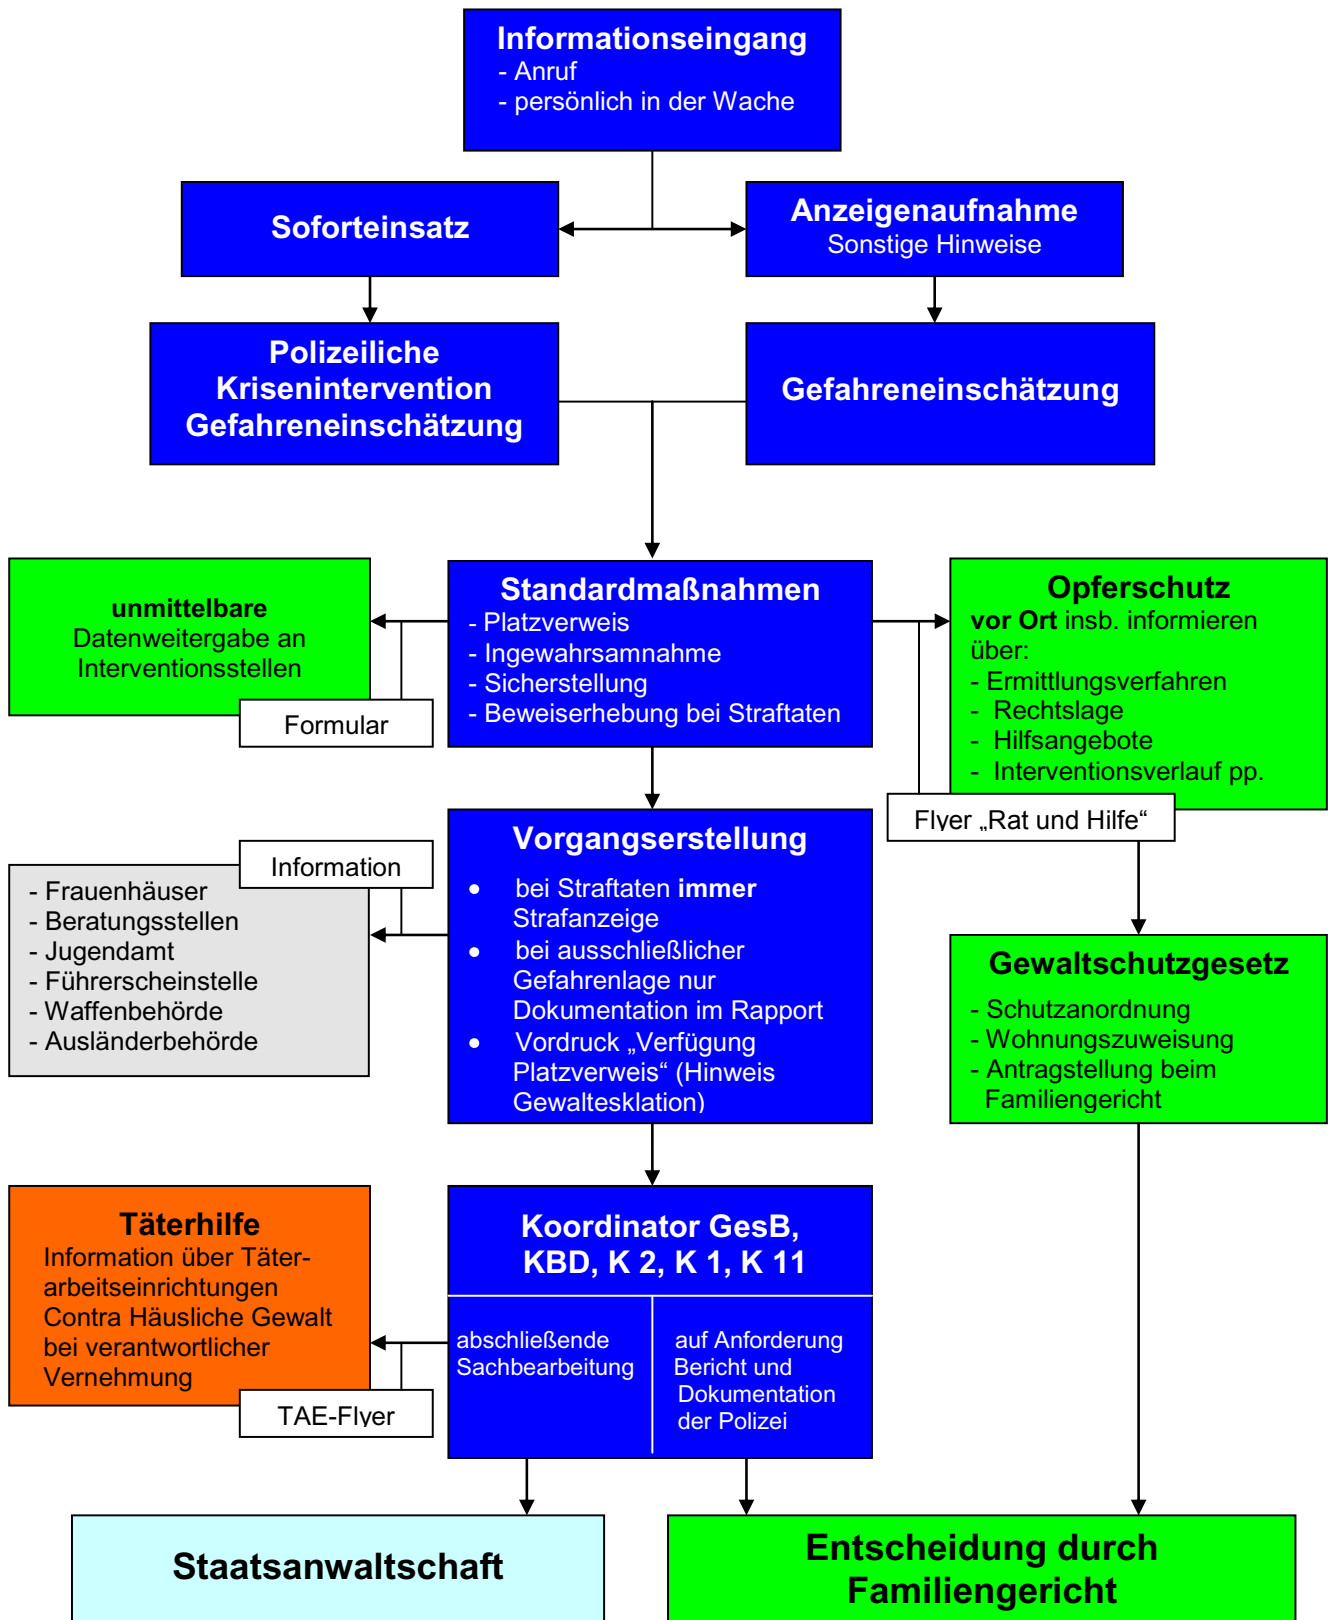 Informationseingang
- Anruf
- persönlich in der Wache
Soforteinsatz
Anzeigenaufnahme
Sonstige Hinweise
Polizeiliche
Krisenintervention
Gefahreneinschätzung
Gefahreneinschätzung
unmittelbare
Datenweitergabe an
Interventionsstellen
Formular
Standardmaßnahmen
- Platzverweis
- Ingewahrsamnahme
- Sicherstellung
- Beweiserhebung bei Straftaten
Opferschutz
vor Ort insb. informieren
über:
- Ermittlungsverfahren
- Rechtslage
- Hilfsangebote
- Interventionsverlauf pp.
Flyer „Rat und Hilfe“
Information
- Frauenhäuser
- Beratungsstellen
- Jugendamt
- Führerscheinstelle
- Waffenbehörde
- Ausländerbehörde
Vorgangserstellung
• bei Straftaten immer
Strafanzeige
• bei ausschließlicher
Gefahrenlage nur
Dokumentation im Rapport
• Vordruck „Verfügung
Platzverweis“ (Hinweis
Gewaltesklation)
Gewaltschutzgesetz
- Schutzanordnung
- Wohnungszuweisung
- Antragstellung beim
Familiengericht
Täterhilfe
Information über Täter-
arbeitseinrichtungen
Contra Häusliche Gewalt
bei verantwortlicher
Vernehmung
TAE-Flyer
Koordinator GesB,
KBD, K 2, K 1, K 11
abschließende
Sachbearbeitung
auf Anforderung
Bericht und
Dokumentation
der Polizei
Staatsanwaltschaft
Entscheidung durch
Familiengericht